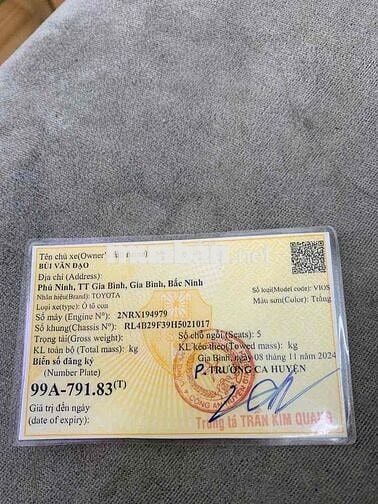 Tên chủ xe(Owner's
BÙI VĂN ĐẠO
Địa chỉ (Address):
Phú Ninh, TT Gia Bình, Gia Bình, Bắc Ninh
Nhãn hiệu(Brand): TOYOTA
Số loại(Model code): VIOS
Loại xe(type): Ô tô con
Màu sơn(Color): Trắng
Số máy (Engine N°): 2NRX194979
Số khung(Chassis N°): RL4B29F39H5021017
Trọng tải(Gross weight):
Số chỗ ngồi(Seats): 5
KL toàn bộ (Total mass): kg
KL kéo theo(Towed mass): kg
Biển số đăng ký
(Number Plate)
Gia Bình, ngày 08 tháng 11 năm 2024
P. TRƯỞNG CA HUYỆN
99A-791.83(T)
Giá trị đến ngày
(date of expiry):
Trung tá TRẦN KIM QUANG